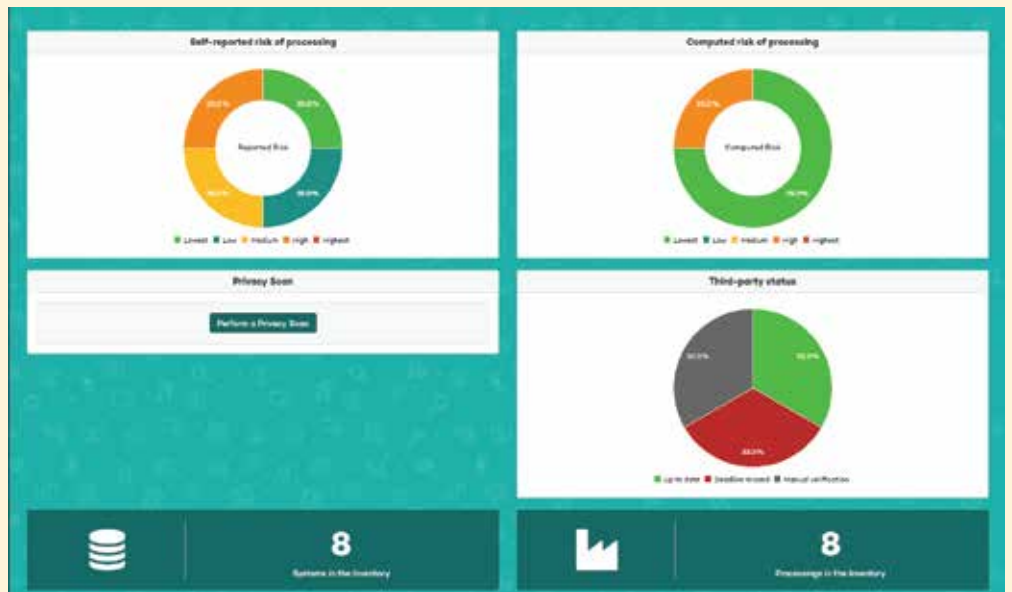 Self-reported risk of processing
Reported Risk
Lowest Low Medium High Highest
Computed risk of processing
Computed Risk
Lowest Low Medium High Highest
Privacy Scan
Perform a Privacy Scan
Third-party status
Up to date Deadline missed Manual verification
8
Systems in the Inventory
8
Processings in the Inventory